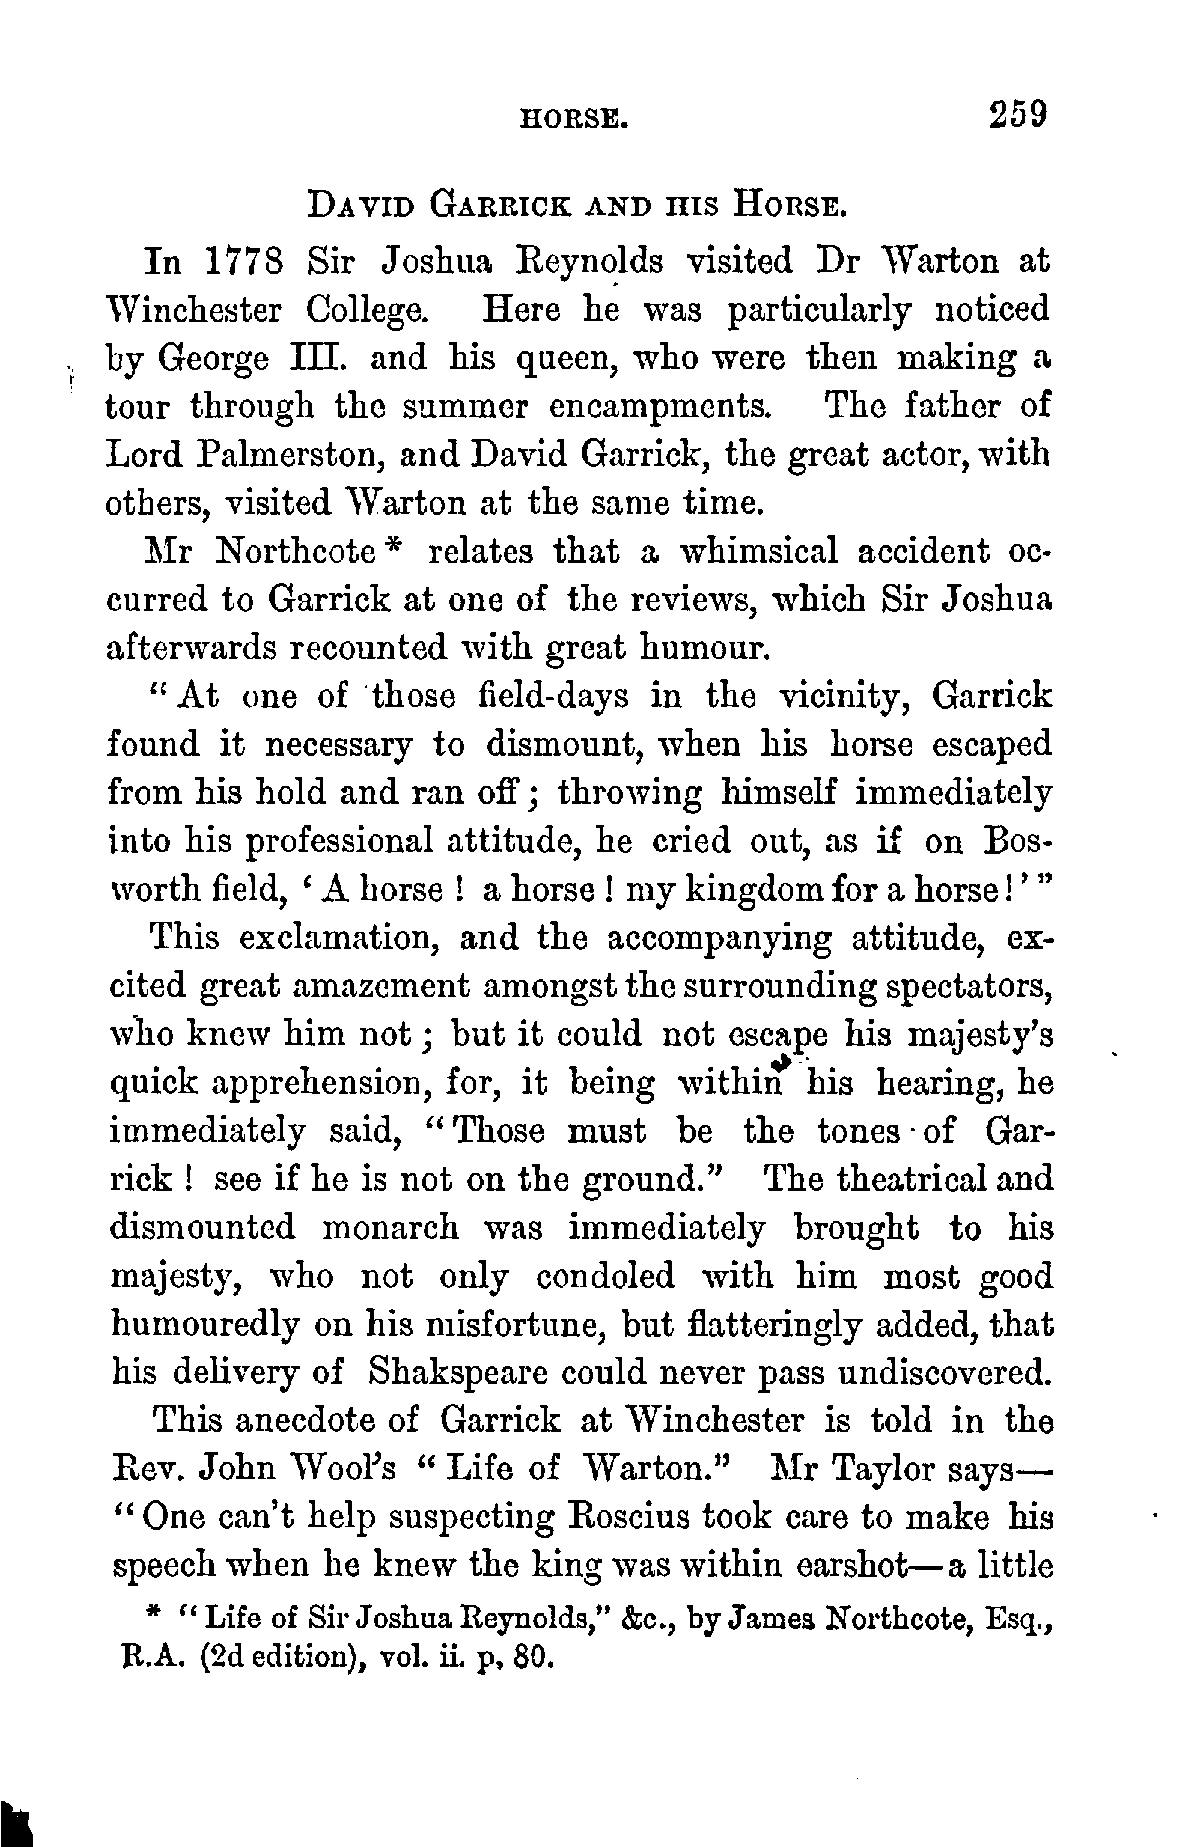 HORSE. 259
DAVID GARRICK AND HIS HORSE.
In 1778 Sir Joshua Reynolds visited Dr Warton at
Winchester College. Here he was particularly noticed
by George III. and his queen, who were then making a
tour through the summer encampments. The father of
Lord Palmerston, and David Garrick, the great actor, with
others, visited Warton at the same time.
Mr Northcote * relates that a whimsical accident oc-
curred to Garrick at one of the reviews, which Sir Joshua
afterwards recounted with great humour.
“ At one of those field-days in the vicinity, Garrick
found it necessary to dismount, when his horse escaped
from his hold and ran off ; throwing himself immediately
into his professional attitude, he cried out, as if on Bos-
worth field, ‘ A horse ! a horse ! my kingdom for a horse !’ ”
This exclamation, and the accompanying attitude, ex-
cited great amazement amongst the surrounding spectators,
who knew him not ; but it could not escape his majesty’s
quick apprehension, for, it being within his hearing, he
immediately said, “ Those must be the tones of Gar-
rick ! see if he is not on the ground.” The theatrical and
dismounted monarch was immediately brought to his
majesty, who not only condoled with him most good
humouredly on his misfortune, but flatteringly added, that
his delivery of Shakspeare could never pass undiscovered.
This anecdote of Garrick at Winchester is told in the
Rev. John Wool’s “ Life of Warton.” Mr Taylor says—
“ One can’t help suspecting Roscius took care to make his
speech when he knew the king was within earshot—a little
* “ Life of Sir Joshua Reynolds,” &c., by James Northcote, Esq.,
R.A. (2d edition), vol. ii. p. 80.